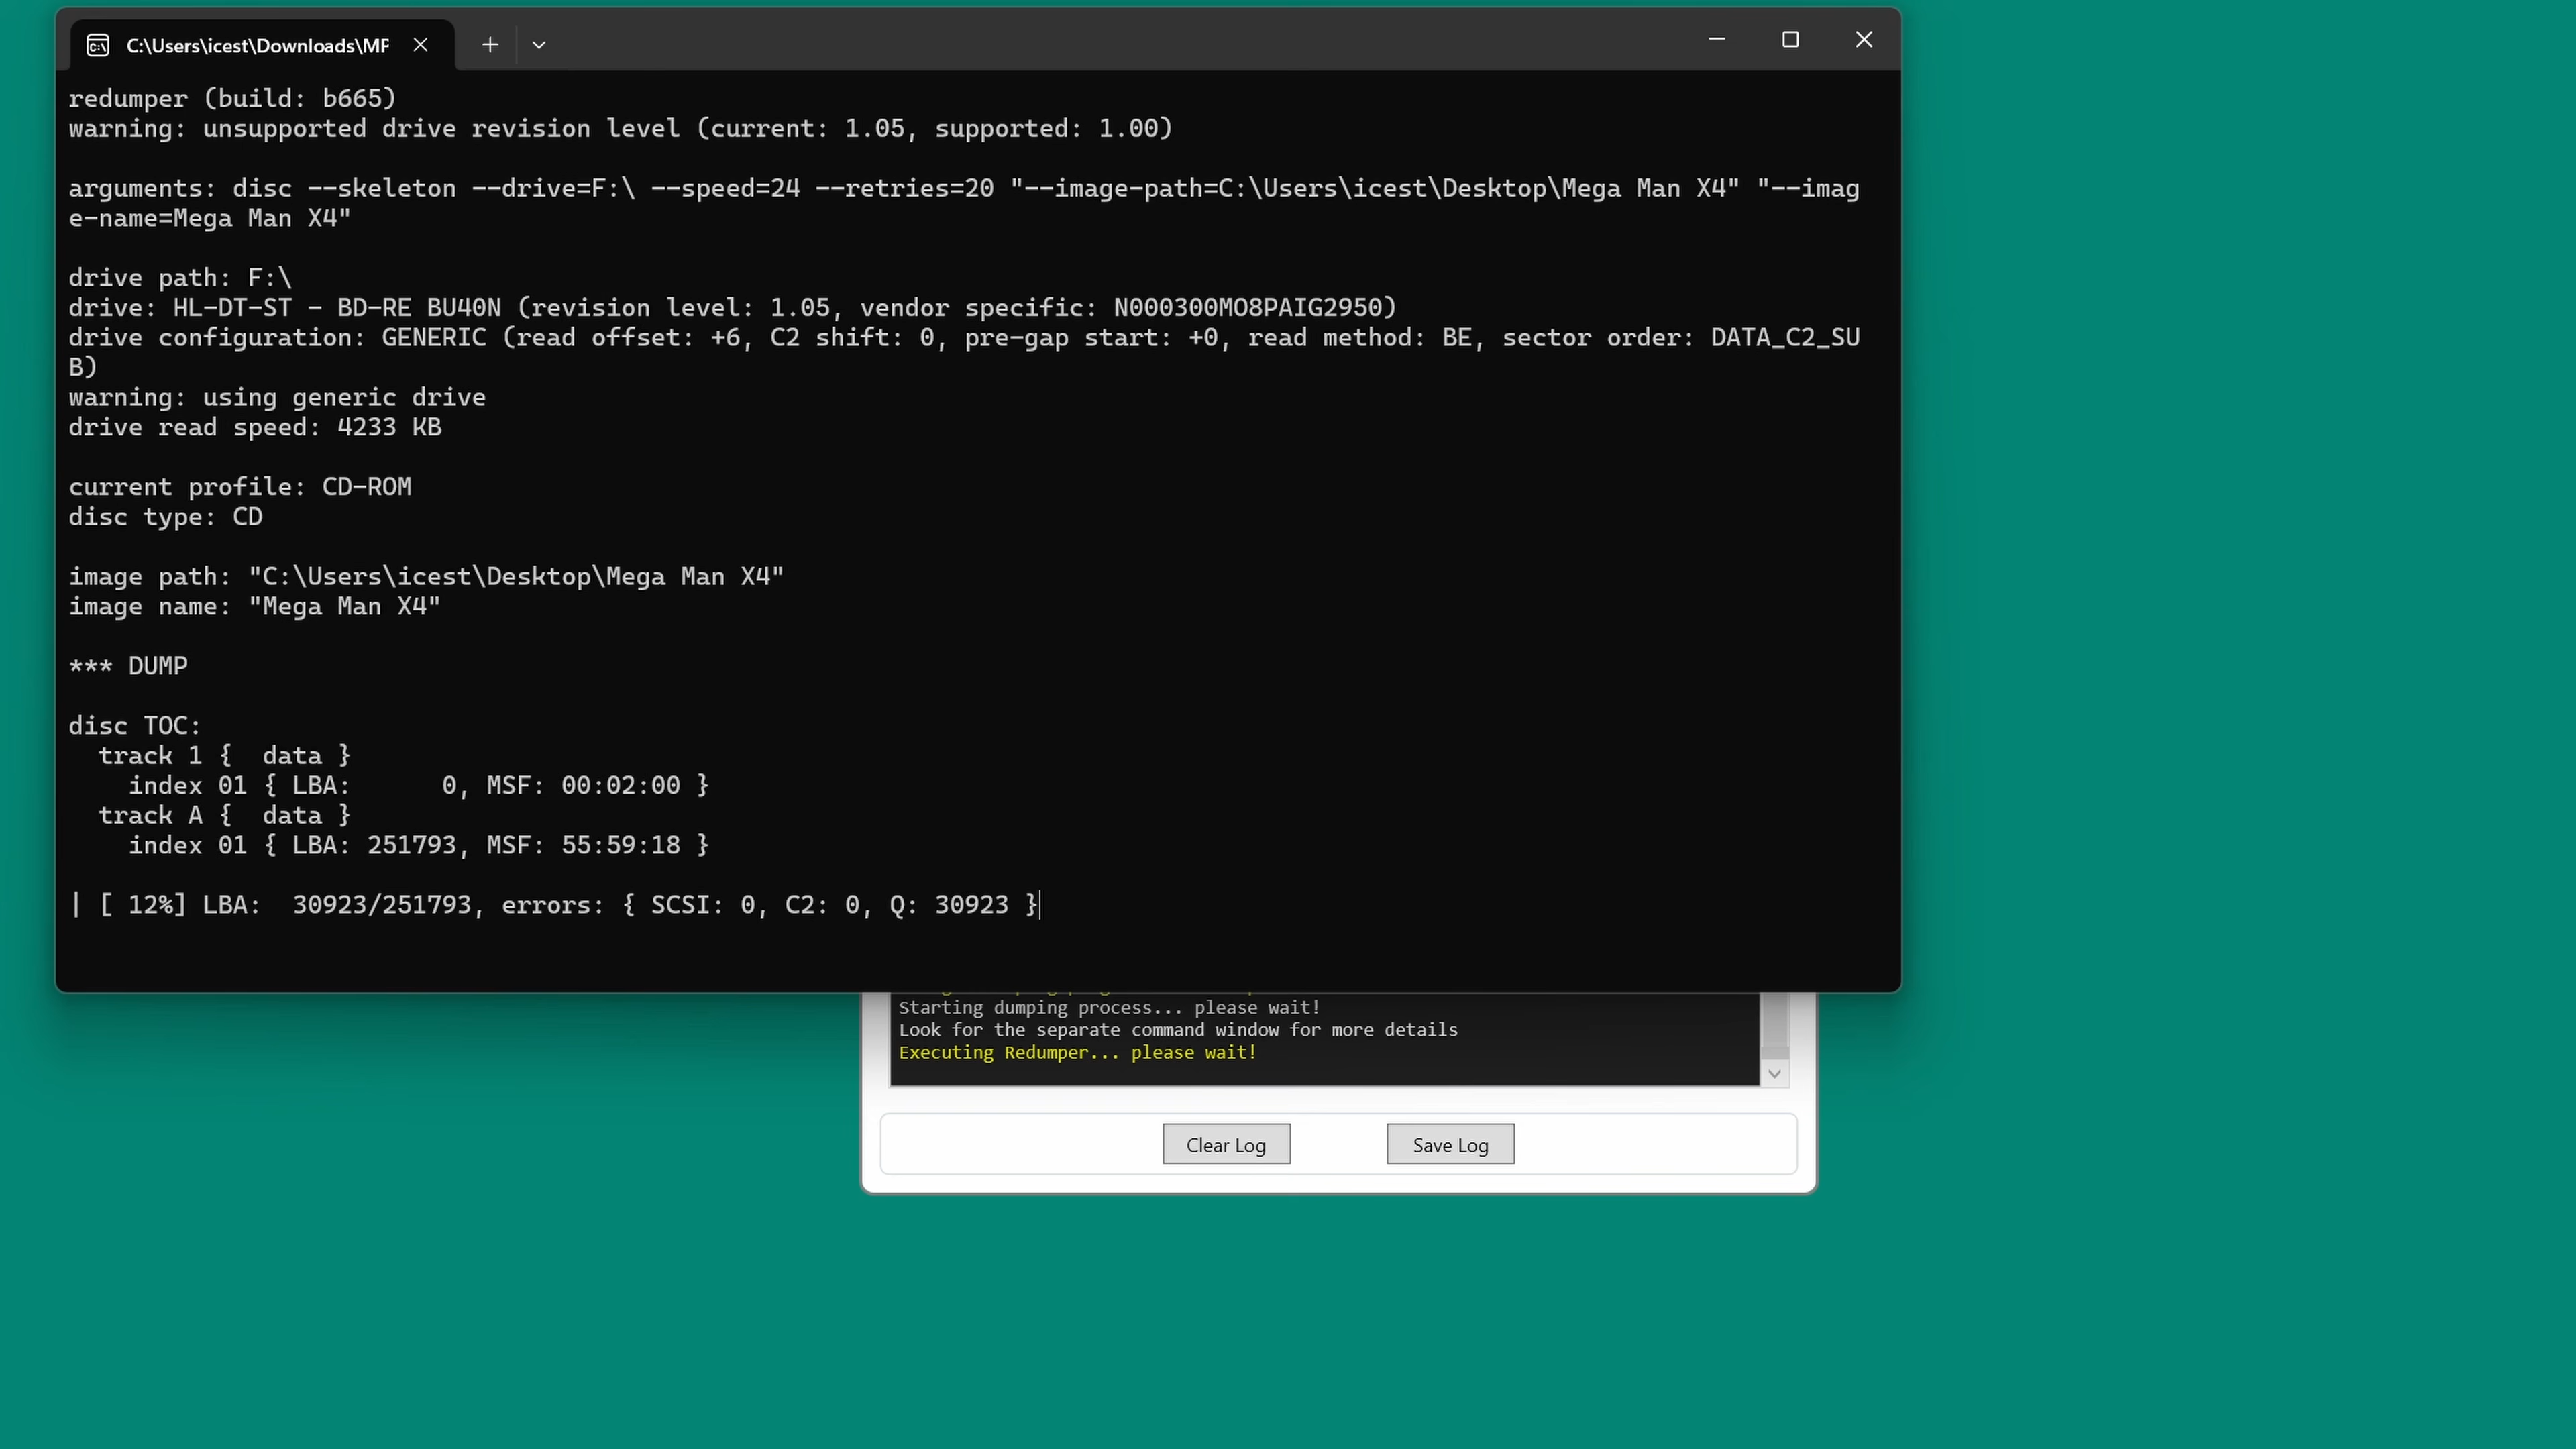 C:\Users\icest\Downloads\MF
redumper (build: b665)
warning: unsupported drive revision level (current: 1.05, supported: 1.00)
arguments: disc --skeleton --drive=F:\ --speed=24 --retries=20 "--image-path=C:\Users\icest\Desktop\Mega Man X4" "--imag
e-name=Mega Man X4"
drive path: F:\
drive: HL-DT-ST - BD-RE BU40N (revision level: 1.05, vendor specific: N000300MO8PAIG2950)
drive configuration: GENERIC (read offset: +6, C2 shift: 0, pre-gap start: +0, read method: BE, sector order: DATA_C2_SU
B)
warning: using generic drive
drive read speed: 4233 KB
current profile: CD-ROM
disc type: CD
image path: "C:\Users\icest\Desktop\Mega Man X4"
image name: "Mega Man X4"
*** DUMP
disc TOC:
track 1 {  data }
index 01 { LBA:      0, MSF: 00:02:00 }
track A {  data }
index 01 { LBA: 251793, MSF: 55:59:18 }
| [ 12%] LBA:  30923/251793, errors: { SCSI: 0, C2: 0, Q: 30923 }
Starting dumping process... please wait!
Look for the separate command window for more details
Executing Redumper... please wait!
Clear Log
Save Log